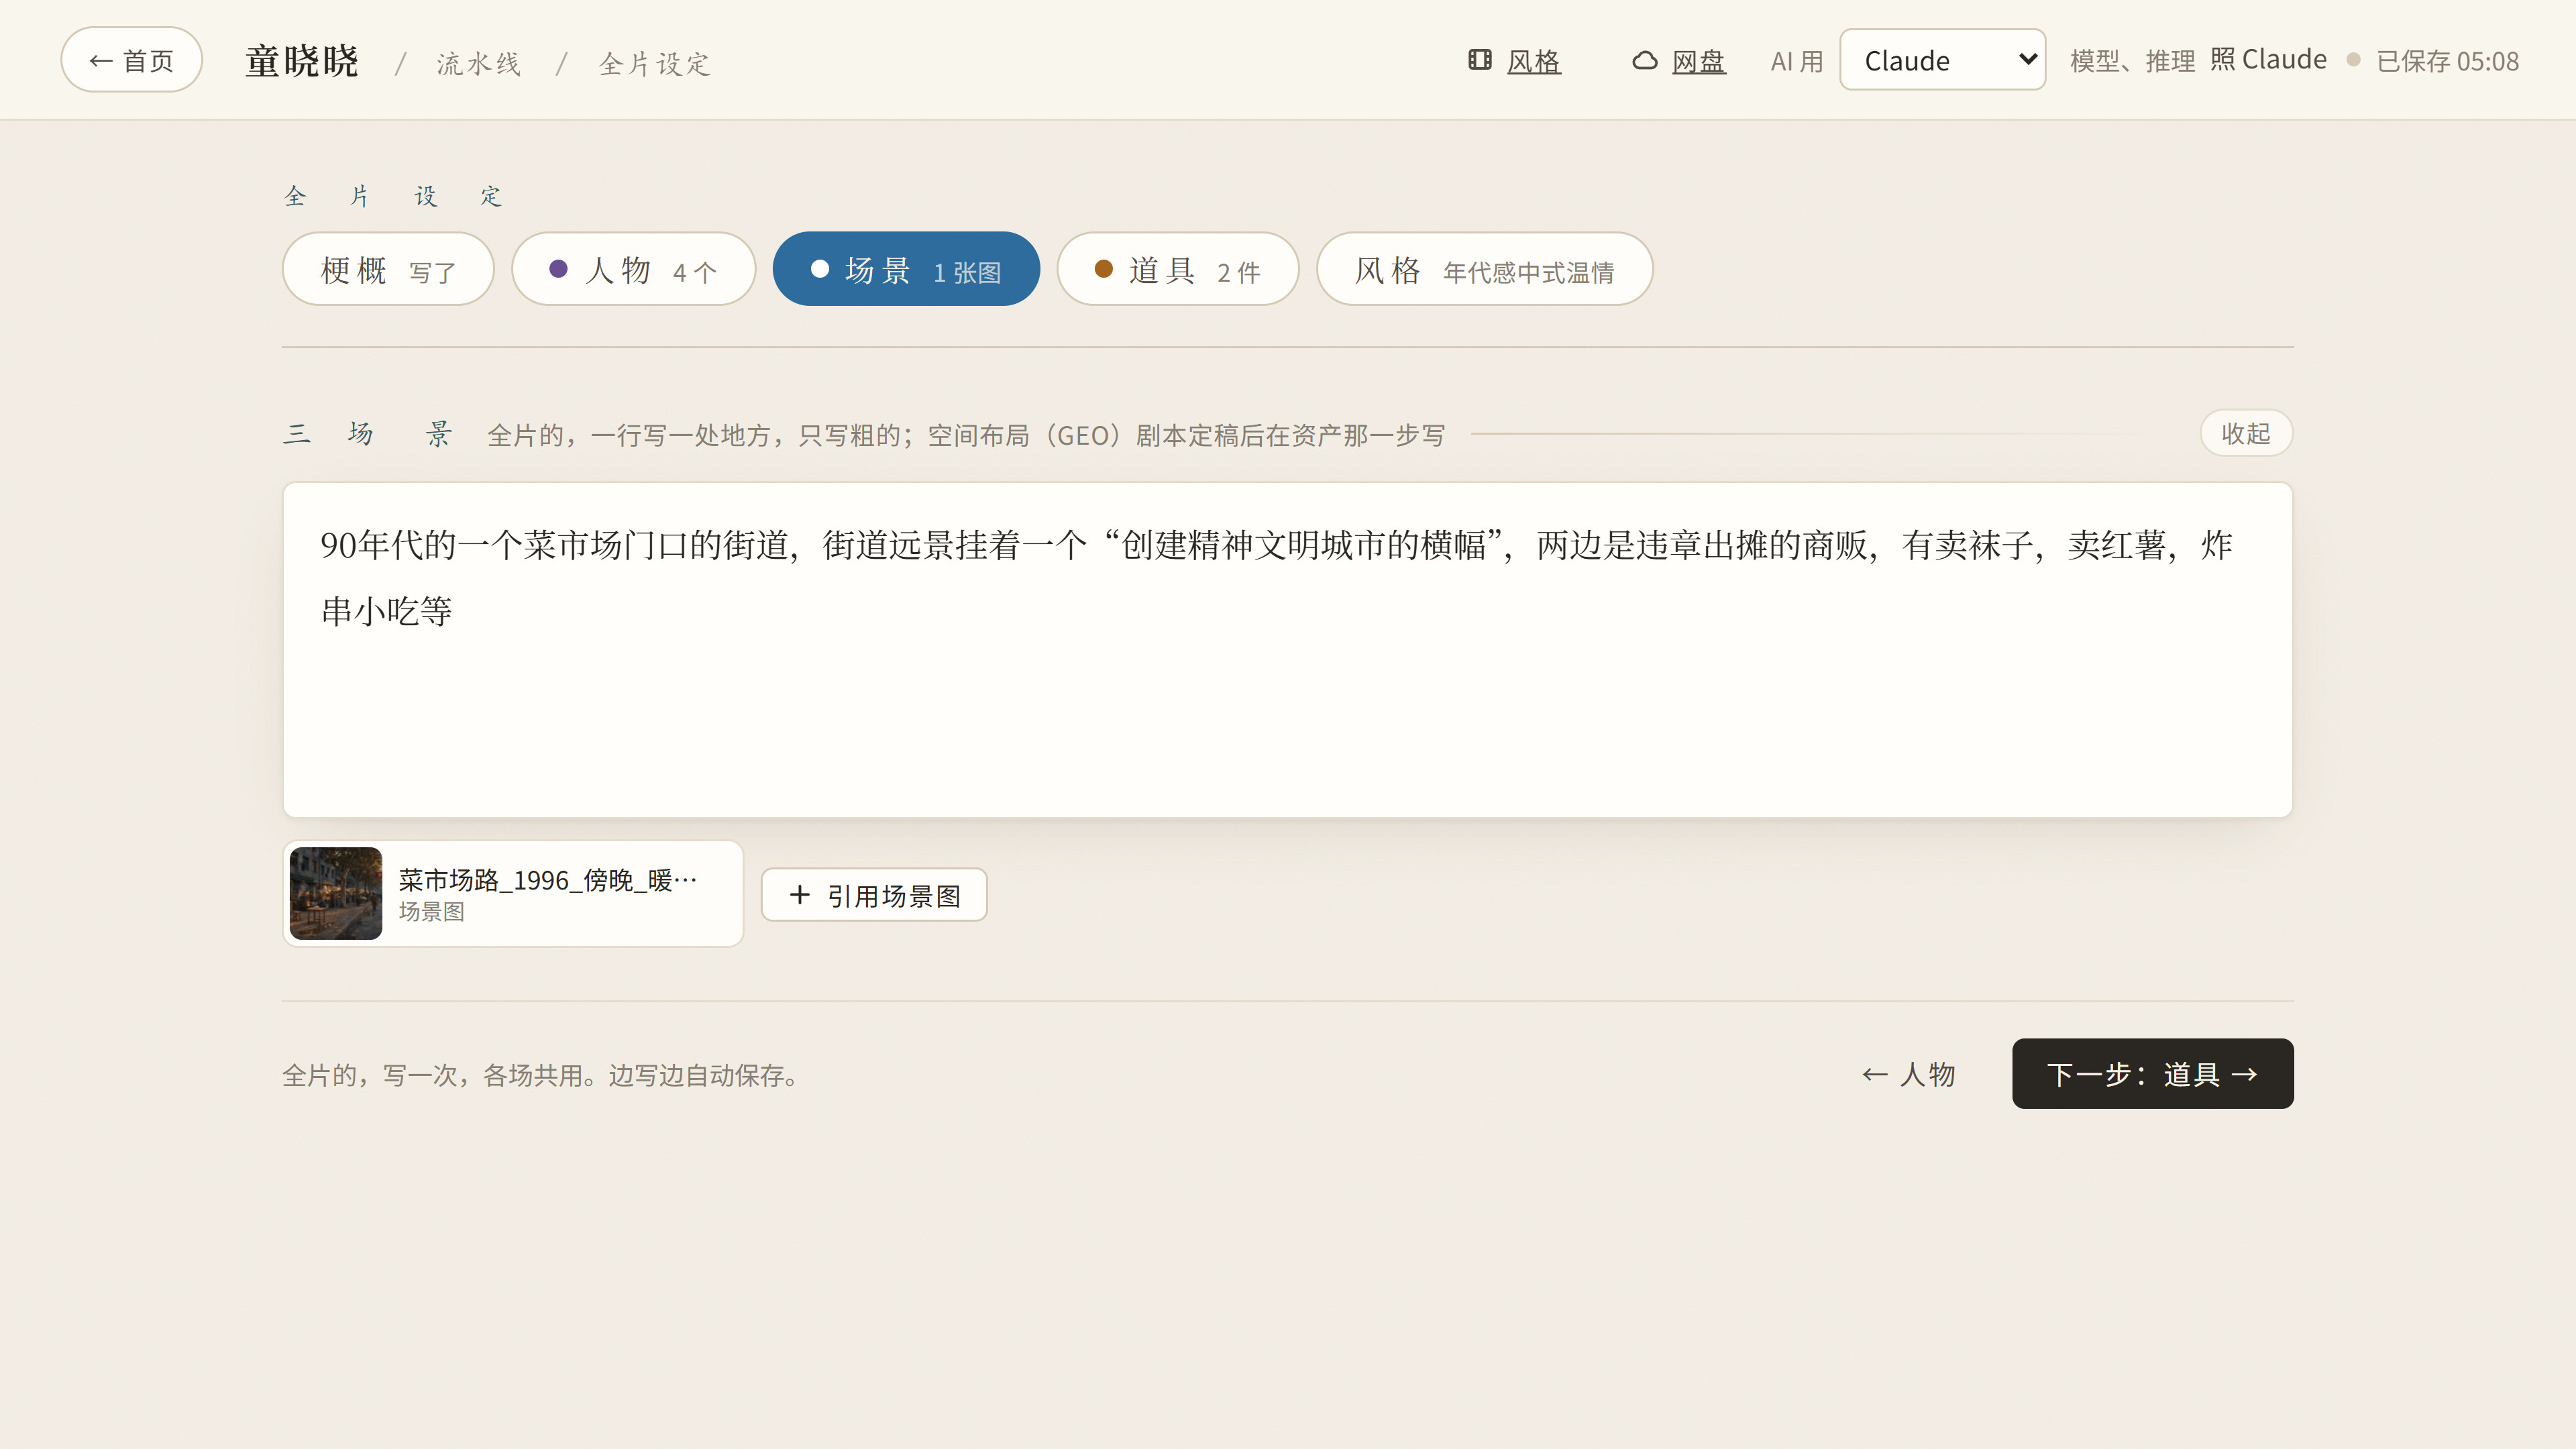 ← 首页
童晓晓 / 流水线 / 全片设定
风格
网盘
AI 用 Claude
模型、推理 照 Claude
已保存 05:08
全片设定
梗概 写了
人物 4 个
场景 1 张图
道具 2 件
风格 年代感中式温情
三 场景 全片的，一行写一处地方，只写粗的；空间布局（GEO）剧本定稿后在资产那一步写
收起
90年代的一个菜市场门口的街道，街道远景挂着一个“创建精神文明城市的横幅”，两边是违章出摊的商贩，有卖袜子，卖红薯，炸
串小吃等
菜市场路_1996_傍晚_暖…
场景图
+ 引用场景图
全片的，写一次，各场共用。边写边自动保存。
← 人物
下一步：道具 →